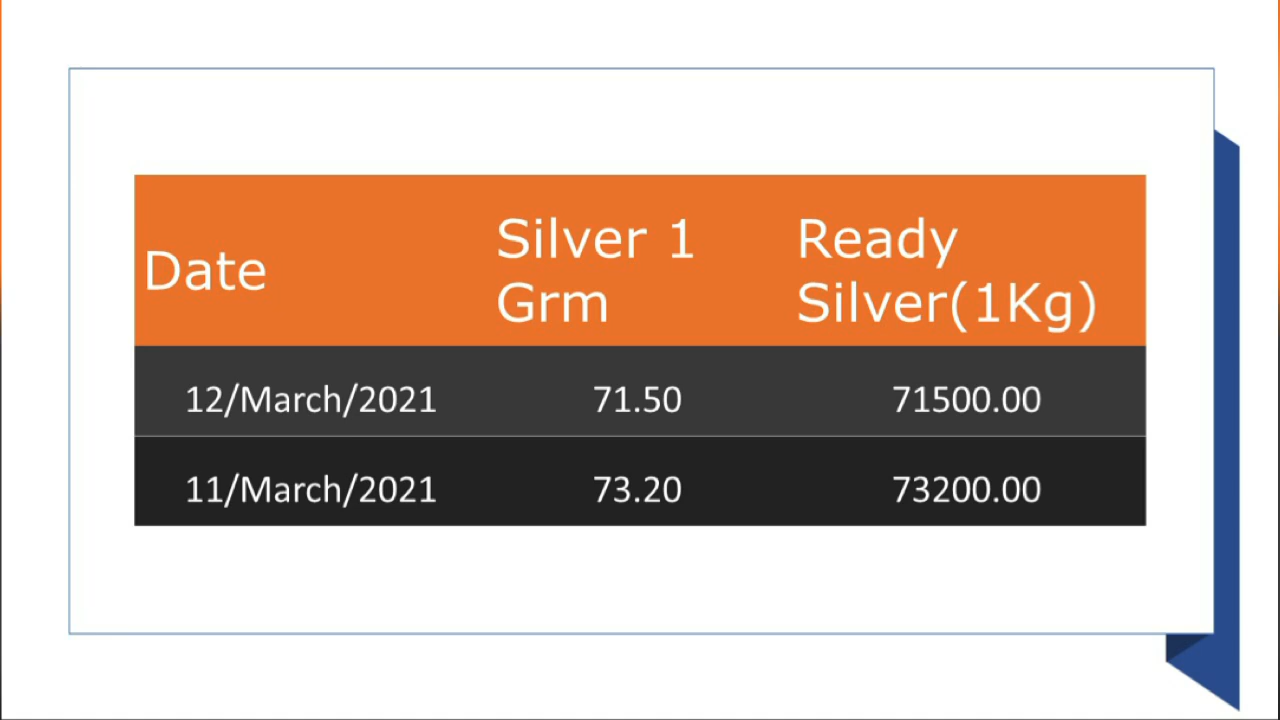 Date
Silver 1
Grm
Ready
Silver(1Kg)
12/March/2021 71.50 71500.00
11/March/2021 73.20 73200.00